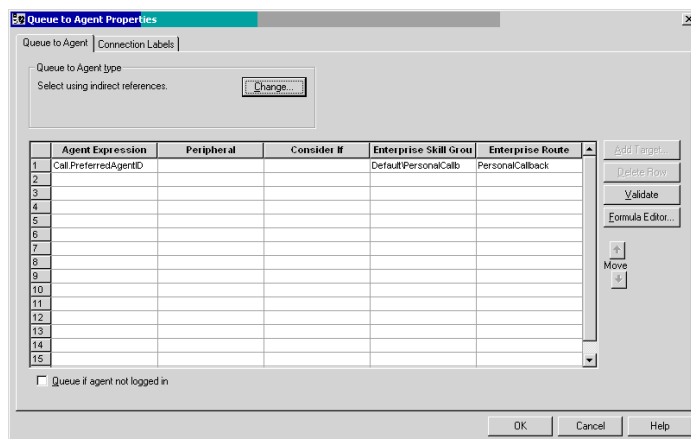 Queue to Agent Properties
Queue to Agent
Connection Labels
Queue to Agent type
Select using indirect references.
Change...
Agent Expression Peripheral Consider If Enterprise Skill Grou Enterprise Route
1 Call.PreferredAgentID Default\PersonalCallb PersonalCallback
2
3
4
5
6
7
8
9
10
11
12
13
14
15
Add Target...
Delete Row
Validate
Formula Editor...
Move
Queue if agent not logged in
OK Cancel Help